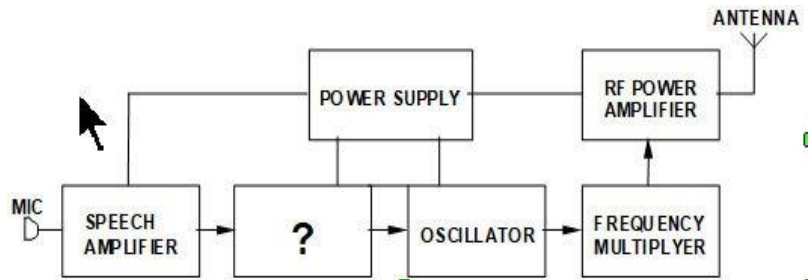 ANTENNA
POWER SUPPLY
RF POWER
AMPLIFIER
MIC
SPEECH
AMPLIFIER
?
OSCILLATOR
FREQUENCY
MULTIPLYER